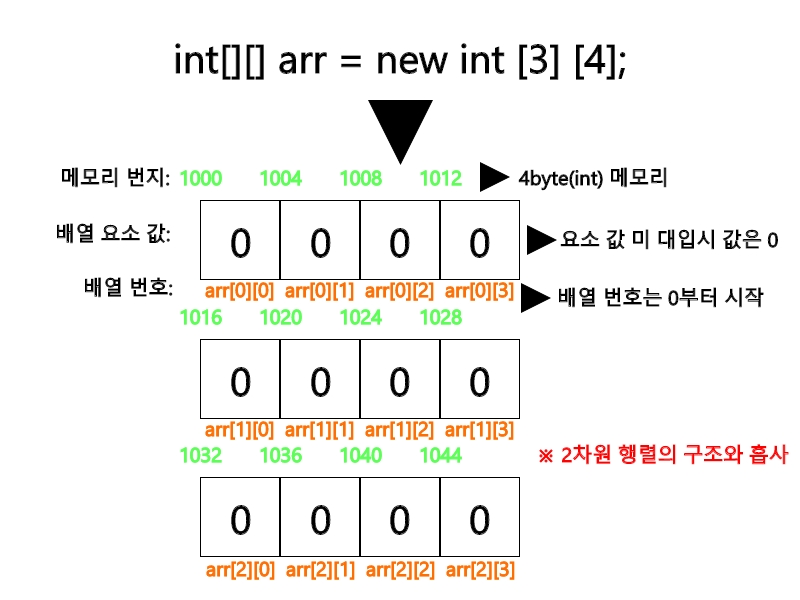 int[][] arr = new int [3] [4];
메모리 번지: 1000 1004 1008 1012 4byte(int) 메모리
배열 요소 값: 0 0 0 0 요소 값 미 대입시 값은 0
배열 번호: arr[0][0] arr[0][1] arr[0][2] arr[0][3] 배열 번호는 0부터 시작
1016 1020 1024 1028
0 0 0 0
arr[1][0] arr[1][1] arr[1][2] arr[1][3]
1032 1036 1040 1044 ※ 2차원 행렬의 구조와 흡사
0 0 0 0
arr[2][0] arr[2][1] arr[2][2] arr[2][3]